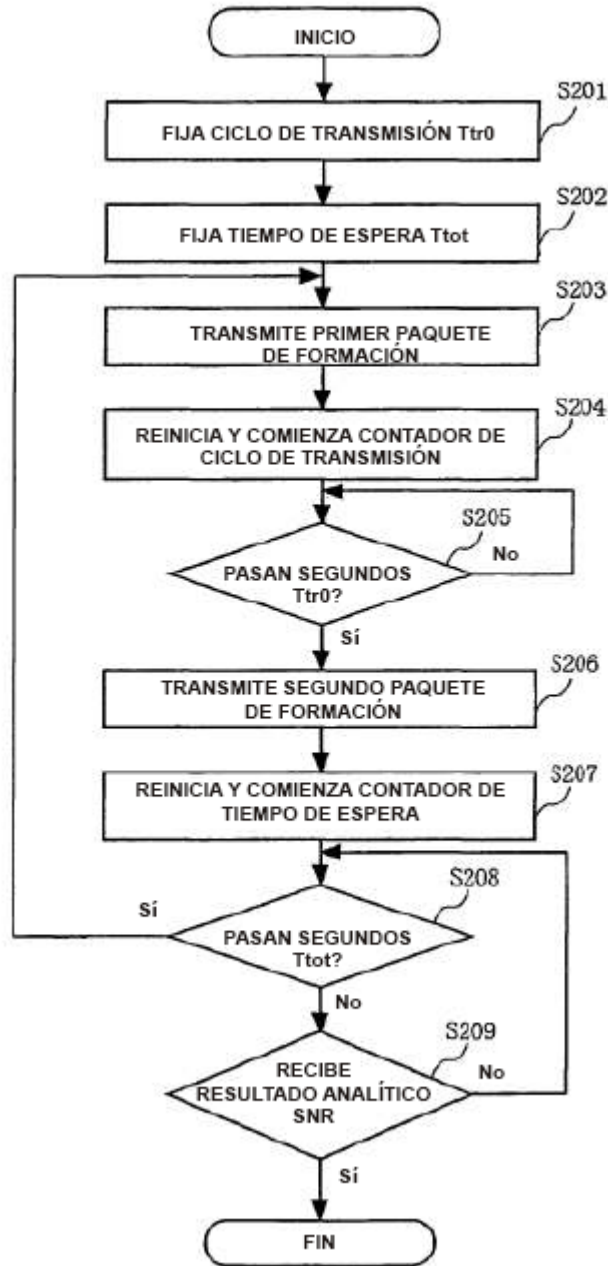 INICIO
S201
FIJA CICLO DE TRANSMISIÓN Ttr0
S202
FIJA TIEMPO DE ESPERA Ttot
S203
TRANSMITE PRIMER PAQUETE
DE FORMACIÓN
S204
REINICIA Y COMIENZA CONTADOR DE
CICLO DE TRANSMISIÓN
S205
No
PASAN SEGUNDOS
Ttr0?
Sí
S206
TRANSMITE SEGUNDO PAQUETE
DE FORMACIÓN
S207
REINICIA Y COMIENZA CONTADOR DE
TIEMPO DE ESPERA
S208
Sí
PASAN SEGUNDOS
Ttot?
No
S209
RECIBE
No
RESULTADO ANALÍTICO
SNR
Sí
FIN